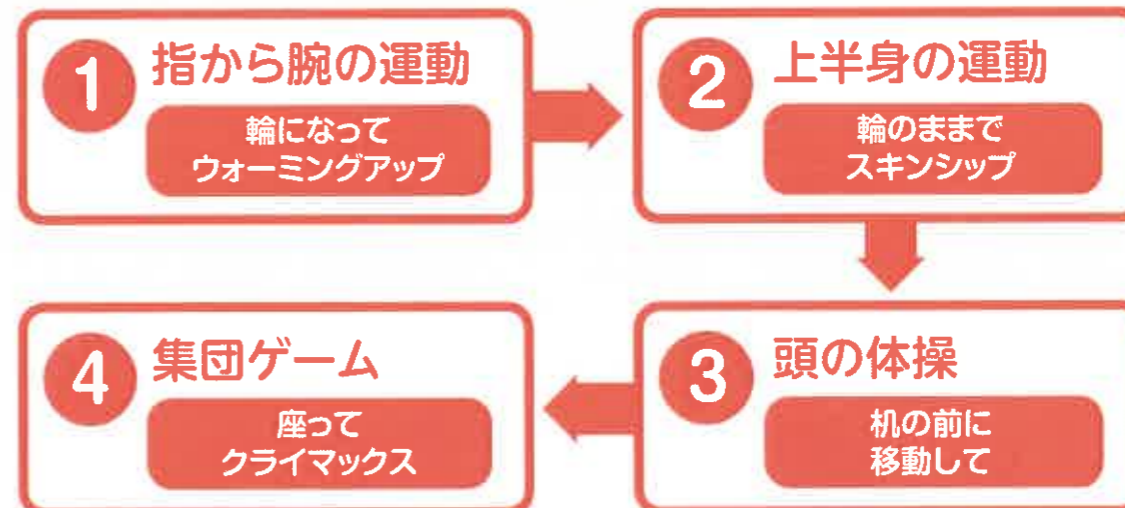 1 指から腕の運動
輪になって
ウォーミングアップ
2 上半身の運動
輪のままで
スキンシップ
3 頭の体操
机の前に
移動して
4 集団ゲーム
座って
クライマックス